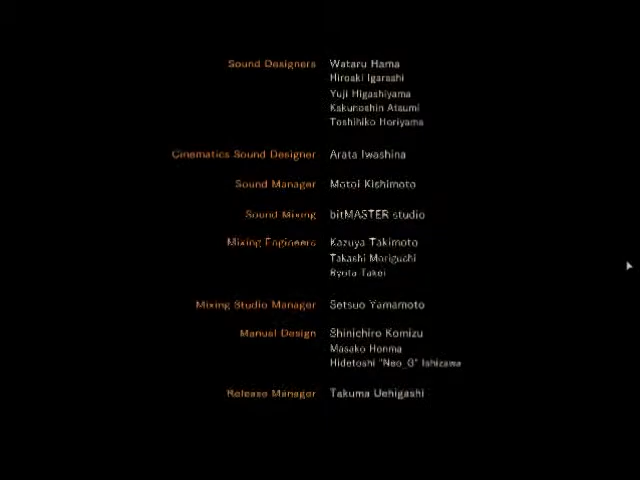 Sound Designers Wataru Hama
Hiroaki Igarashi
Yuji Higashiyama
Kakunoshin Atsumi
Toshihiko Horiyama
Cinematics Sound Designer Arata Iwashina
Sound Manager Motoi Kishimoto
Sound Mixing bitMASTER studio
Mixing Engineers Kazuya Takimoto
Takashi Moriguchi
Ryota Takei
Mixing Studio Manager Setsuo Yamamoto
Manual Design Shinichiro Komizu
Masako Honma
Hidetoshi "Neo_G" Ishizawa
Release Manager Takuma Uehigashi